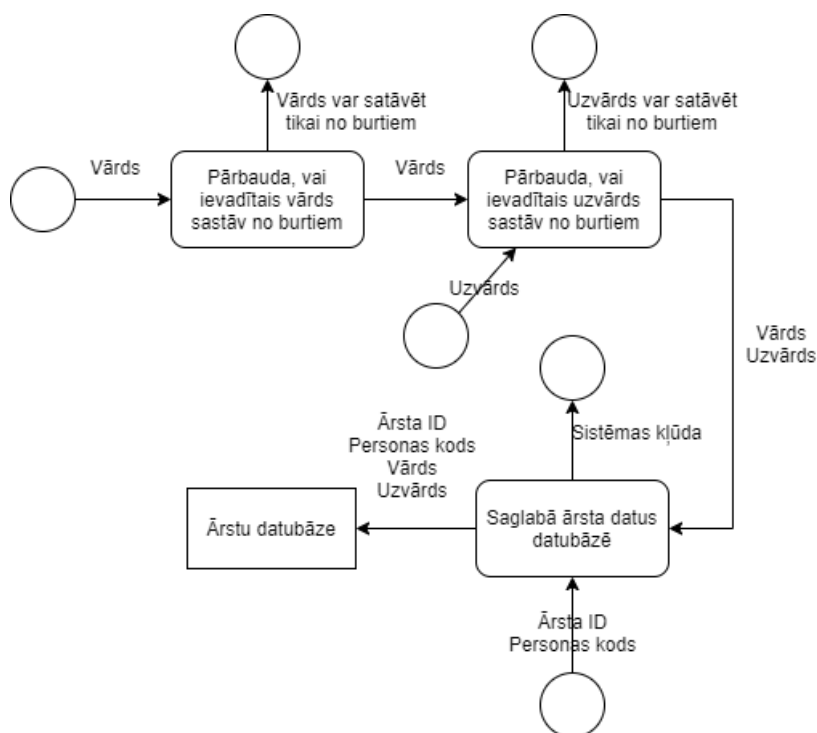 Vārds var satāvēt
tikai no burtiem
Uzvārds var satāvēt
tikai no burtiem
Vārds
Pārbauda, vai
ievadītais vārds
sastāv no burtiem
Vārds
Pārbauda, vai
ievadītais uzvārds
sastāv no burtiem
Uzvārds
Vārds
Uzvārds
Sistēmas kļūda
Ārsta ID
Personas kods
Vārds
Uzvārds
Ārstu datubāze
Saglabā ārsta datus
datubāzē
Ārsta ID
Personas kods